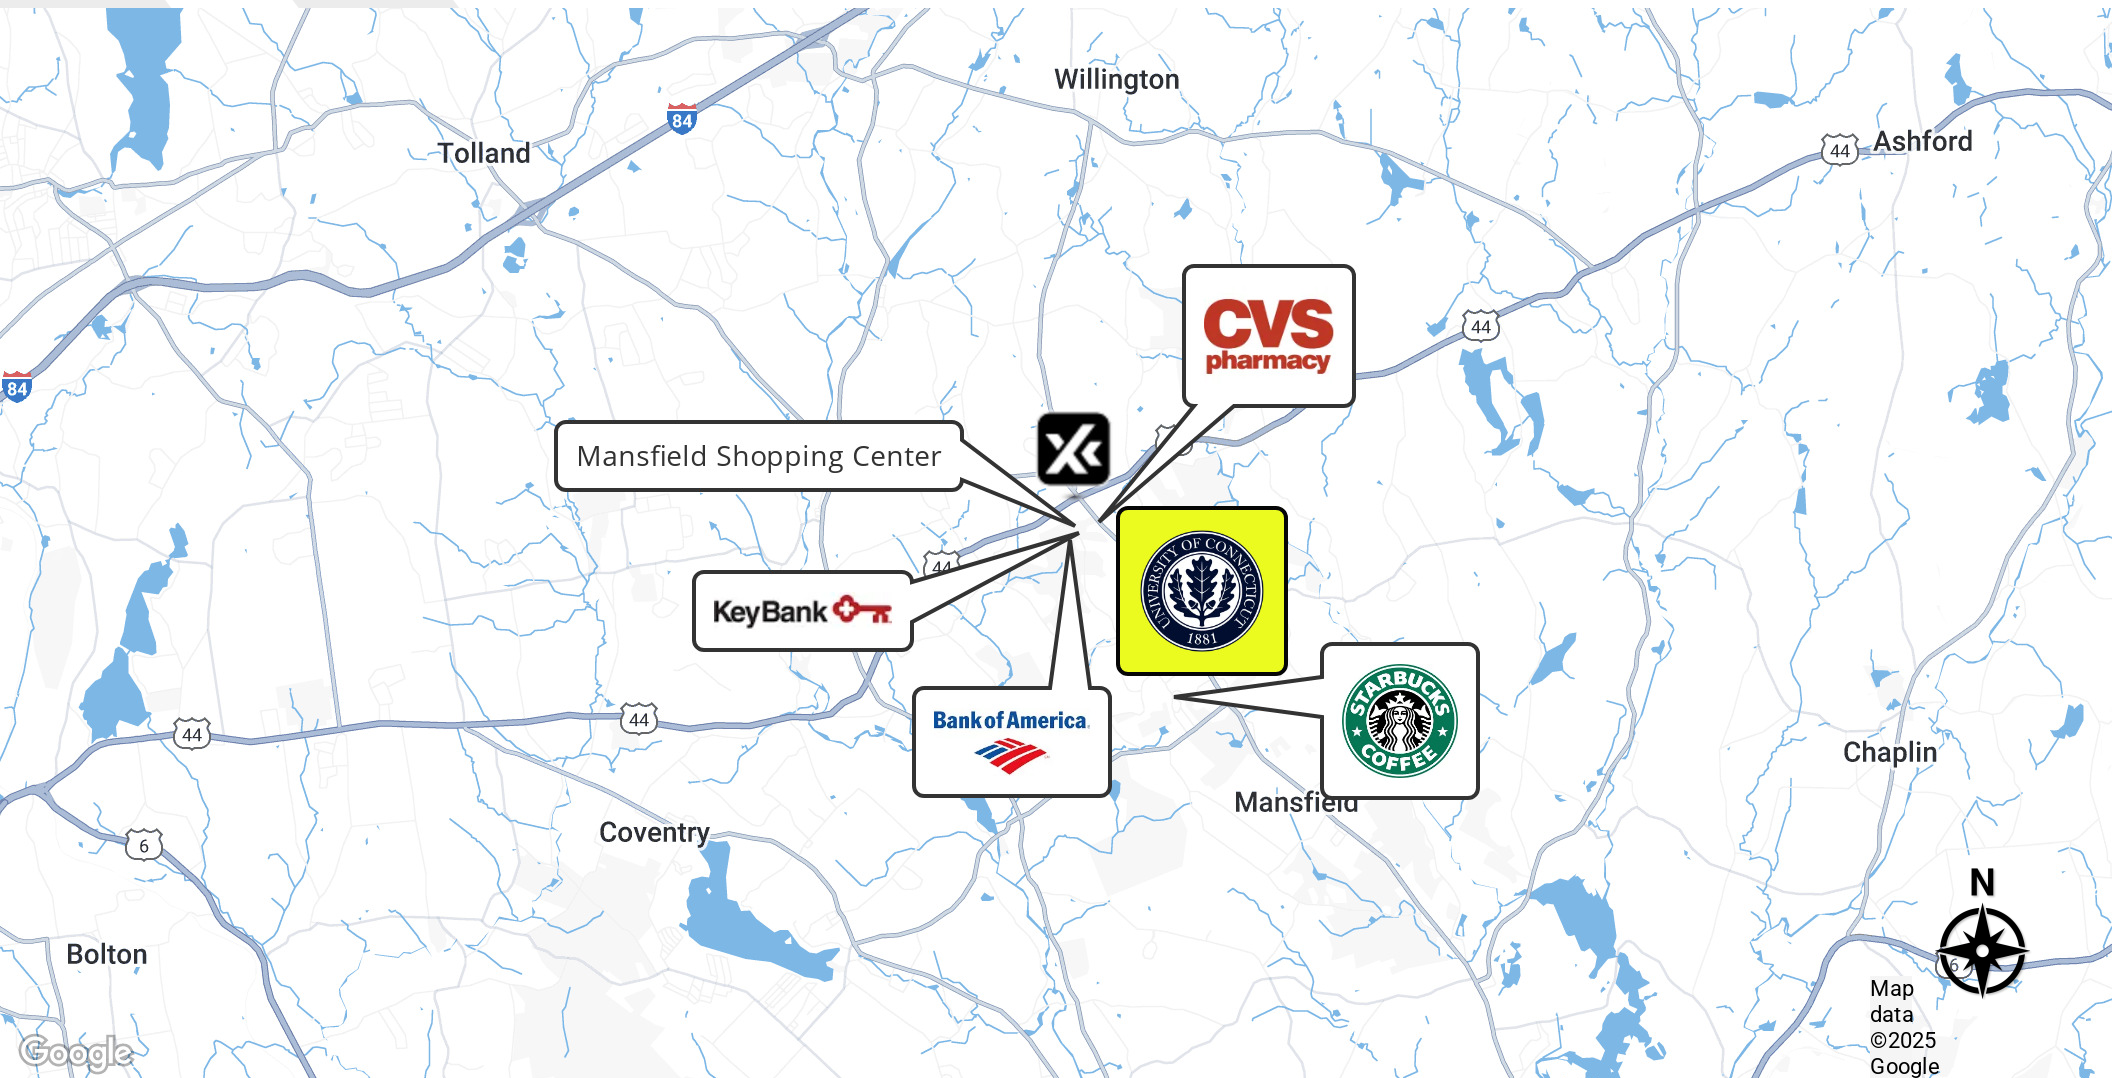 Willington
84
Tolland
44
Ashford
CVS
pharmacy
44
84
Mansfield Shopping Center
44
KeyBank
UNIVERSITY OF CONNECTICUT
1881
STARBUCKS
COFFEE
Bank of America
44
44
Mansfield
Chaplin
Coventry
6
N
Bolton
6
Map
data
©2025
Google
Google